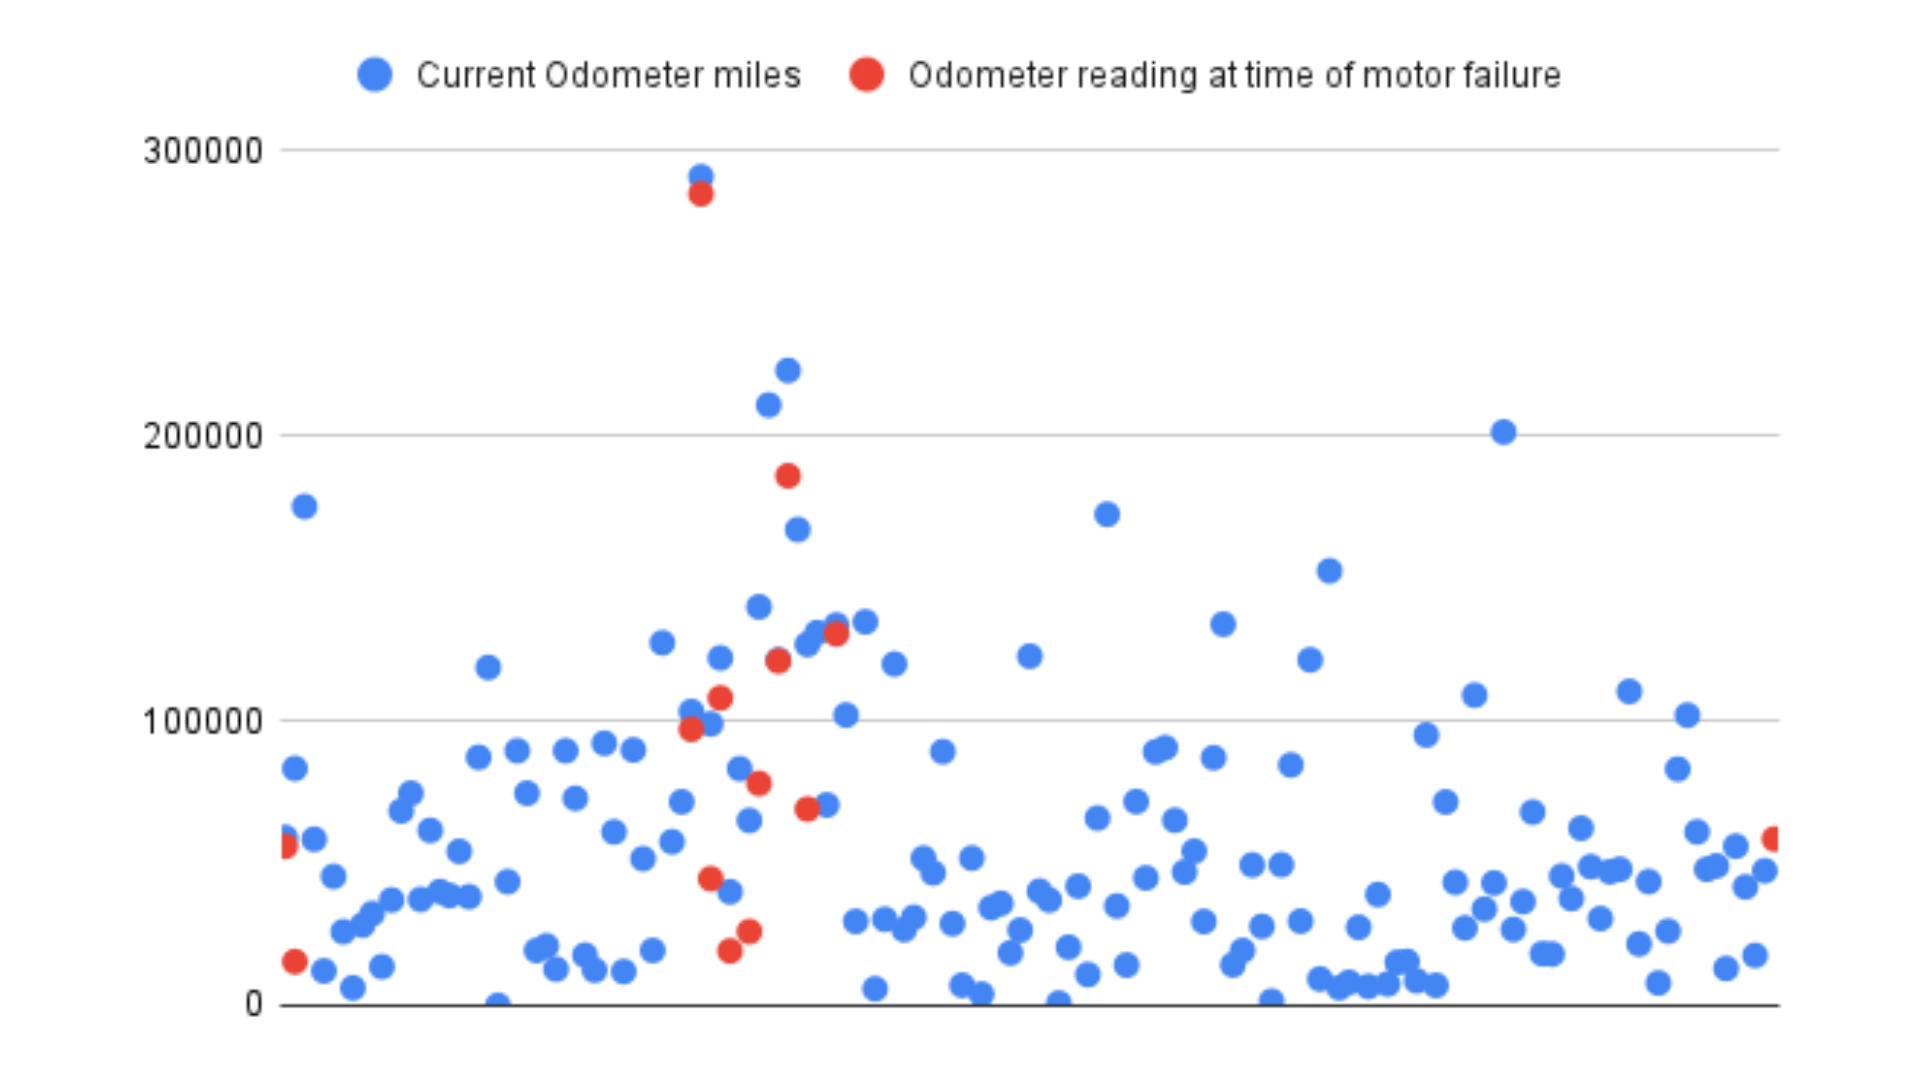 Current Odometer miles Odometer reading at time of motor failure
300000
200000
100000
0